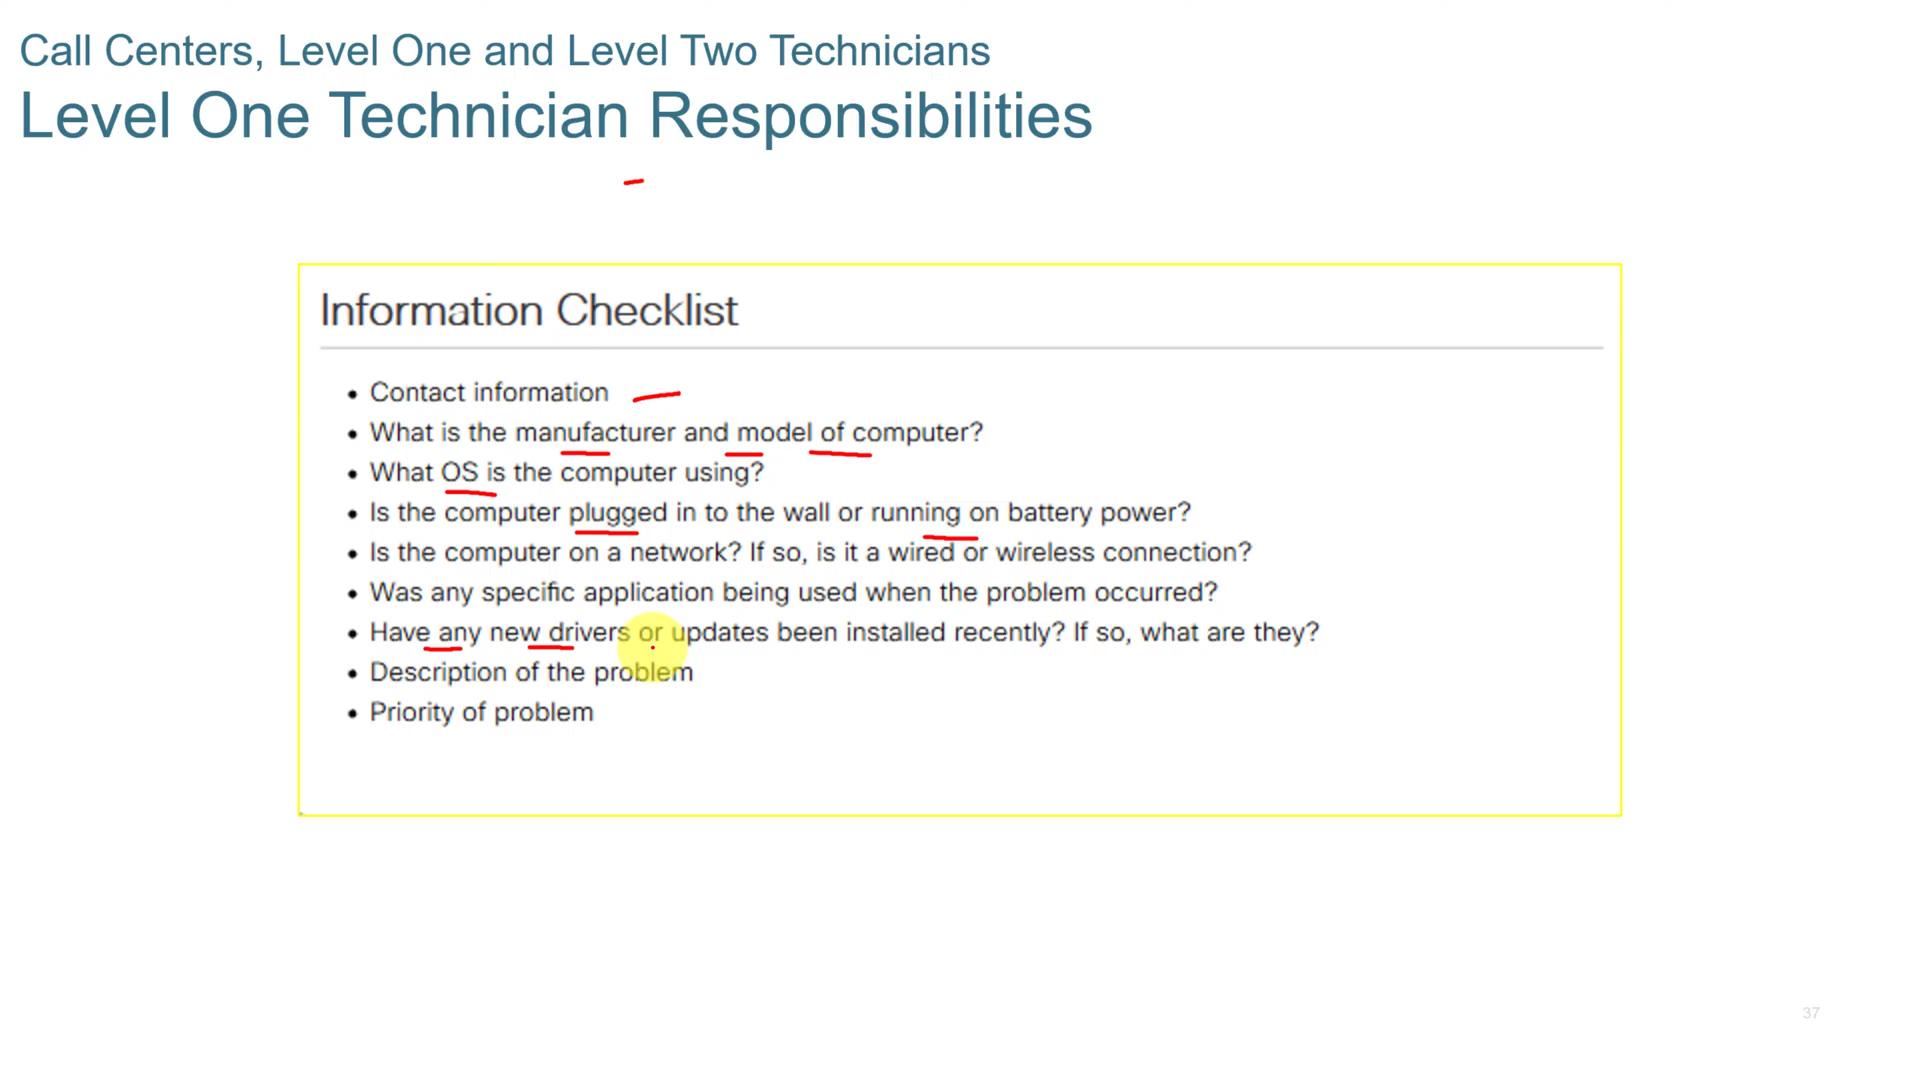 Call Centers, Level One and Level Two Technicians
Level One Technician Responsibilities
Information Checklist
• Contact information
• What is the manufacturer and model of computer?
• What OS is the computer using?
• Is the computer plugged in to the wall or running on battery power?
• Is the computer on a network? If so, is it a wired or wireless connection?
• Was any specific application being used when the problem occurred?
• Have any new drivers or updates been installed recently? If so, what are they?
• Description of the problem
• Priority of problem
37